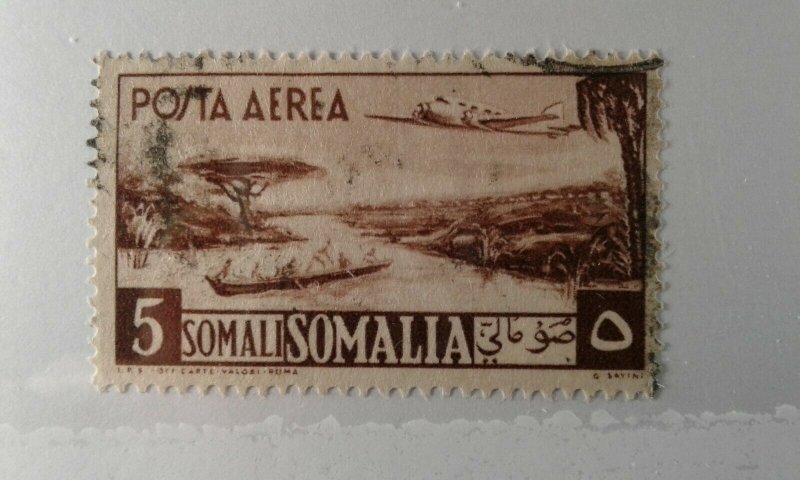 POSTA AEREA
5 SOMALI SOMALIA صومالي ٥
I.P.S. OFF. CARTE-VALORI-ROMA G. SAVINI